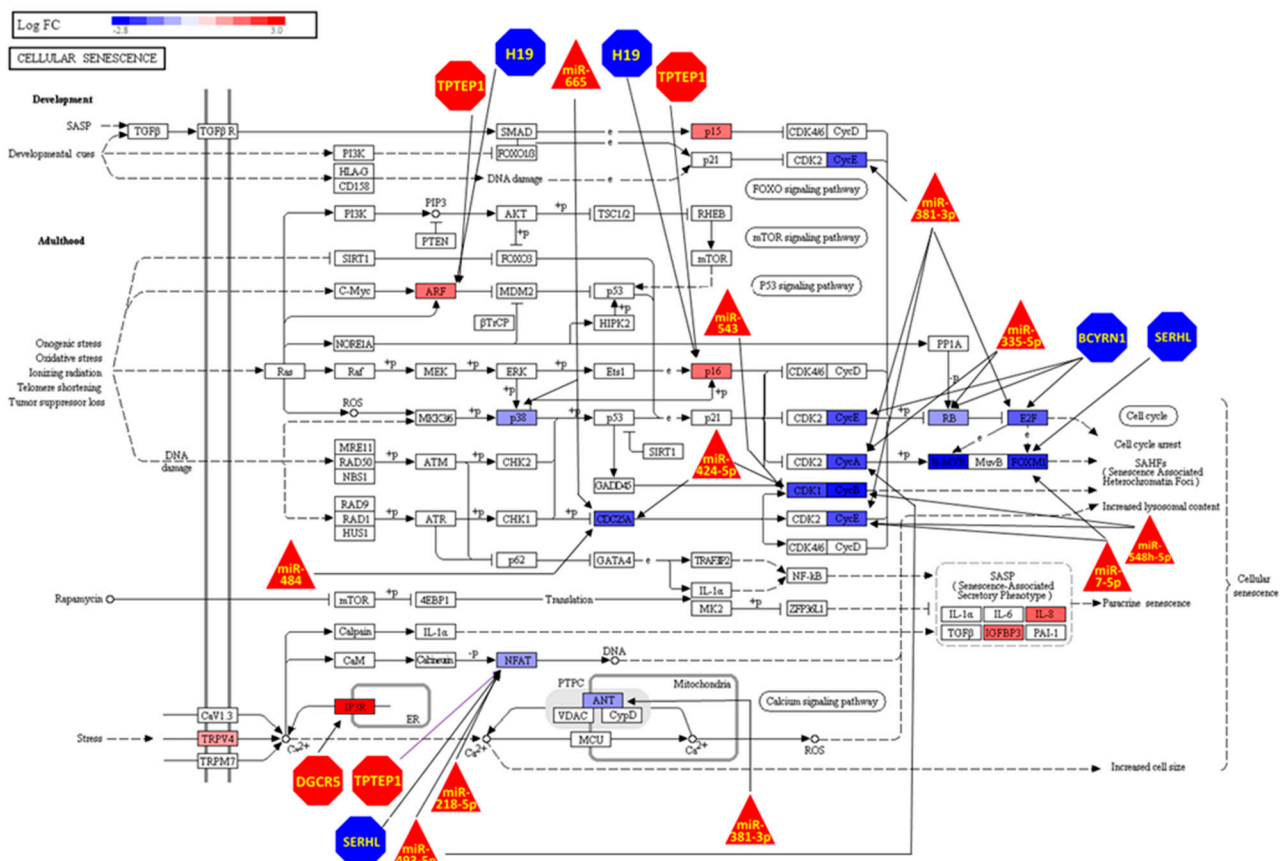 Log FC
-2.8
3.0
CELLULAR SENESCENCE
H19
H19
miR-
665
TPTEP1
TPTEP1
Development
SASP
TGFβ
TGFβ R
SMAD
e
p15
CDK4/6 CycD
Developmental cues
PI3K
FOXO1/3
e
p21
CDK2 CycE
HLA-G
CD158
DNA damage
e
FOXO signaling pathway
miR-
381-3p
PIP3
PI3K
AKT
+p
TSC1/2
RHEB
PTEN
+p
mTOR signaling pathway
Adulthood
SIRT1
FOXO3
mTOR
C-Myc
ARF
MDM2
p53
P53 signaling pathway
+p
βTrCP
HIPK2
miR-
543
miR-
335-5p
BCYRN1
SERHL
NORE1A
PP1A
Onogenic stress
Oxidative stress
Ionizing radiation
Telomere shortening
Tumor suppressor loss
Ras
Raf
+p
MEK
+p
ERK
+p
Ets1
e
p16
CDK4/6 CycD
-p
ROS
+p
+p
MKK3/6
+p
p38
+p
p53
p21
CDK2 CycE
+p
RB
E2F
Cell cycle
e
e
Cell cycle arrest
DNA
damage
MRE11
RAD50
NBS1
+p
ATM
+p
CHK2
SIRT1
miR-
424-5p
CDK2 CycA
+p
B-MYB MuvB FOXM1
SAHFs
( Senescence Associated
Heterochromatin Foci )
GADD45
CDK1 CycB
Increased lysosomal content
RAD9
RAD1
HUS1
+p
ATR
+p
CHK1
+p
CDC25A
CDK2 CycE
CDK4/6 CycD
miR-
548h-5p
miR-
7-5p
miR-
484
p62
GATA4
e
TRAF3IP2
IL-1α
NF-kB
SASP
( Senescence-Associated
Secretory Phenotype )
Cellular
senescence
Rapamycin
mTOR
+p
4EBP1
Translation
MK2
+p
ZFP36L1
IL-1α
IL-6
IL-8
Paracrine senescence
TGFβ
IGFBP3
PAI-1
Calpain
IL-1α
CaM
Calcineurin
-p
NFAT
DNA
PTPC
Mitochondria
ANT
Calcium signaling pathway
IP3R
ER
VDAC
CypD
CaV1.3
Stress
TRPV4
Ca2+
Ca2+
MCU
Ca2+
ROS
TRPM7
Increased cell size
DGCR5
TPTEP1
miR-
218-5p
miR-
381-3p
SERHL
miR-
493-5p